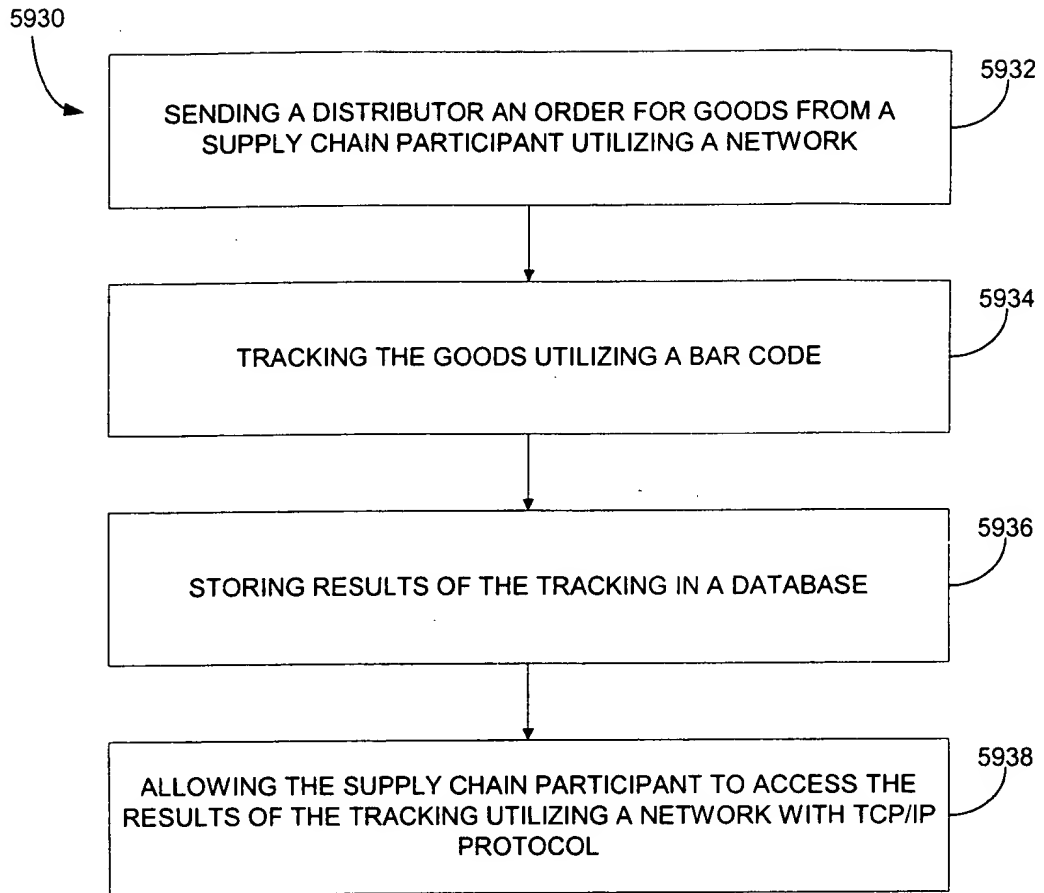 5930
5932
SENDING A DISTRIBUTOR AN ORDER FOR GOODS FROM A
SUPPLY CHAIN PARTICIPANT UTILIZING A NETWORK
5934
TRACKING THE GOODS UTILIZING A BAR CODE
5936
STORING RESULTS OF THE TRACKING IN A DATABASE
5938
ALLOWING THE SUPPLY CHAIN PARTICIPANT TO ACCESS THE
RESULTS OF THE TRACKING UTILIZING A NETWORK WITH TCP/IP
PROTOCOL